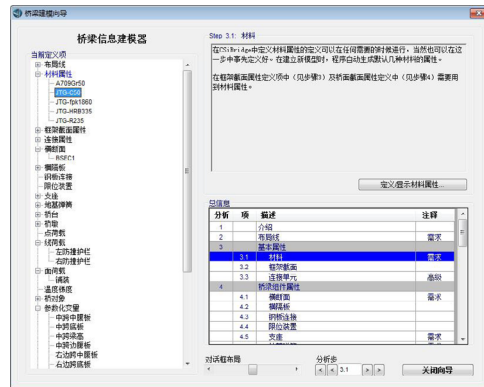 桥梁建模向导
桥梁信息建模器
当前定义项
布局线
材料属性
A709Gr50
JTG-C50
JTG-fpk1860
JTG-HRB335
JTG-R235
框架截面属性
连接属性
横断面
BSEC1
横隔板
钢板连接
限位装置
支座
地基弹簧
桥台
桥墩
点荷载
线荷载
左防撞护栏
右防撞护栏
面荷载
铺装
温度梯度
桥对象
参数化变量
中跨中腹板
中跨底板
中跨梁高
中跨边腹板
右边跨中腹板
右边跨底板
Step 3.1: 材料
在CSiBridge中定义材料属性的定义可以在任何需要的时候进行，当然也可以在这
一步中事先定义好。在建立新模型时，程序自动生成默认几种材料的属性。
在框架截面属性定义项中（见步骤3）及桥面板属性定义中（见步骤4）需要用
到材料属性。
定义/显示材料属性...
总信息
分析 项 描述 注释
1 介绍
2 布局线 需求
3 基本属性
3.1 材料 需求
3.2 框架截面
3.3 连接单元 高级
4 桥梁组件属性
4.1 横断面 需求
4.2 横隔板
4.3 钢板连接
4.4 限位装置
4.5 支座 需求
对话框布局
分析步
3.1
关闭向导